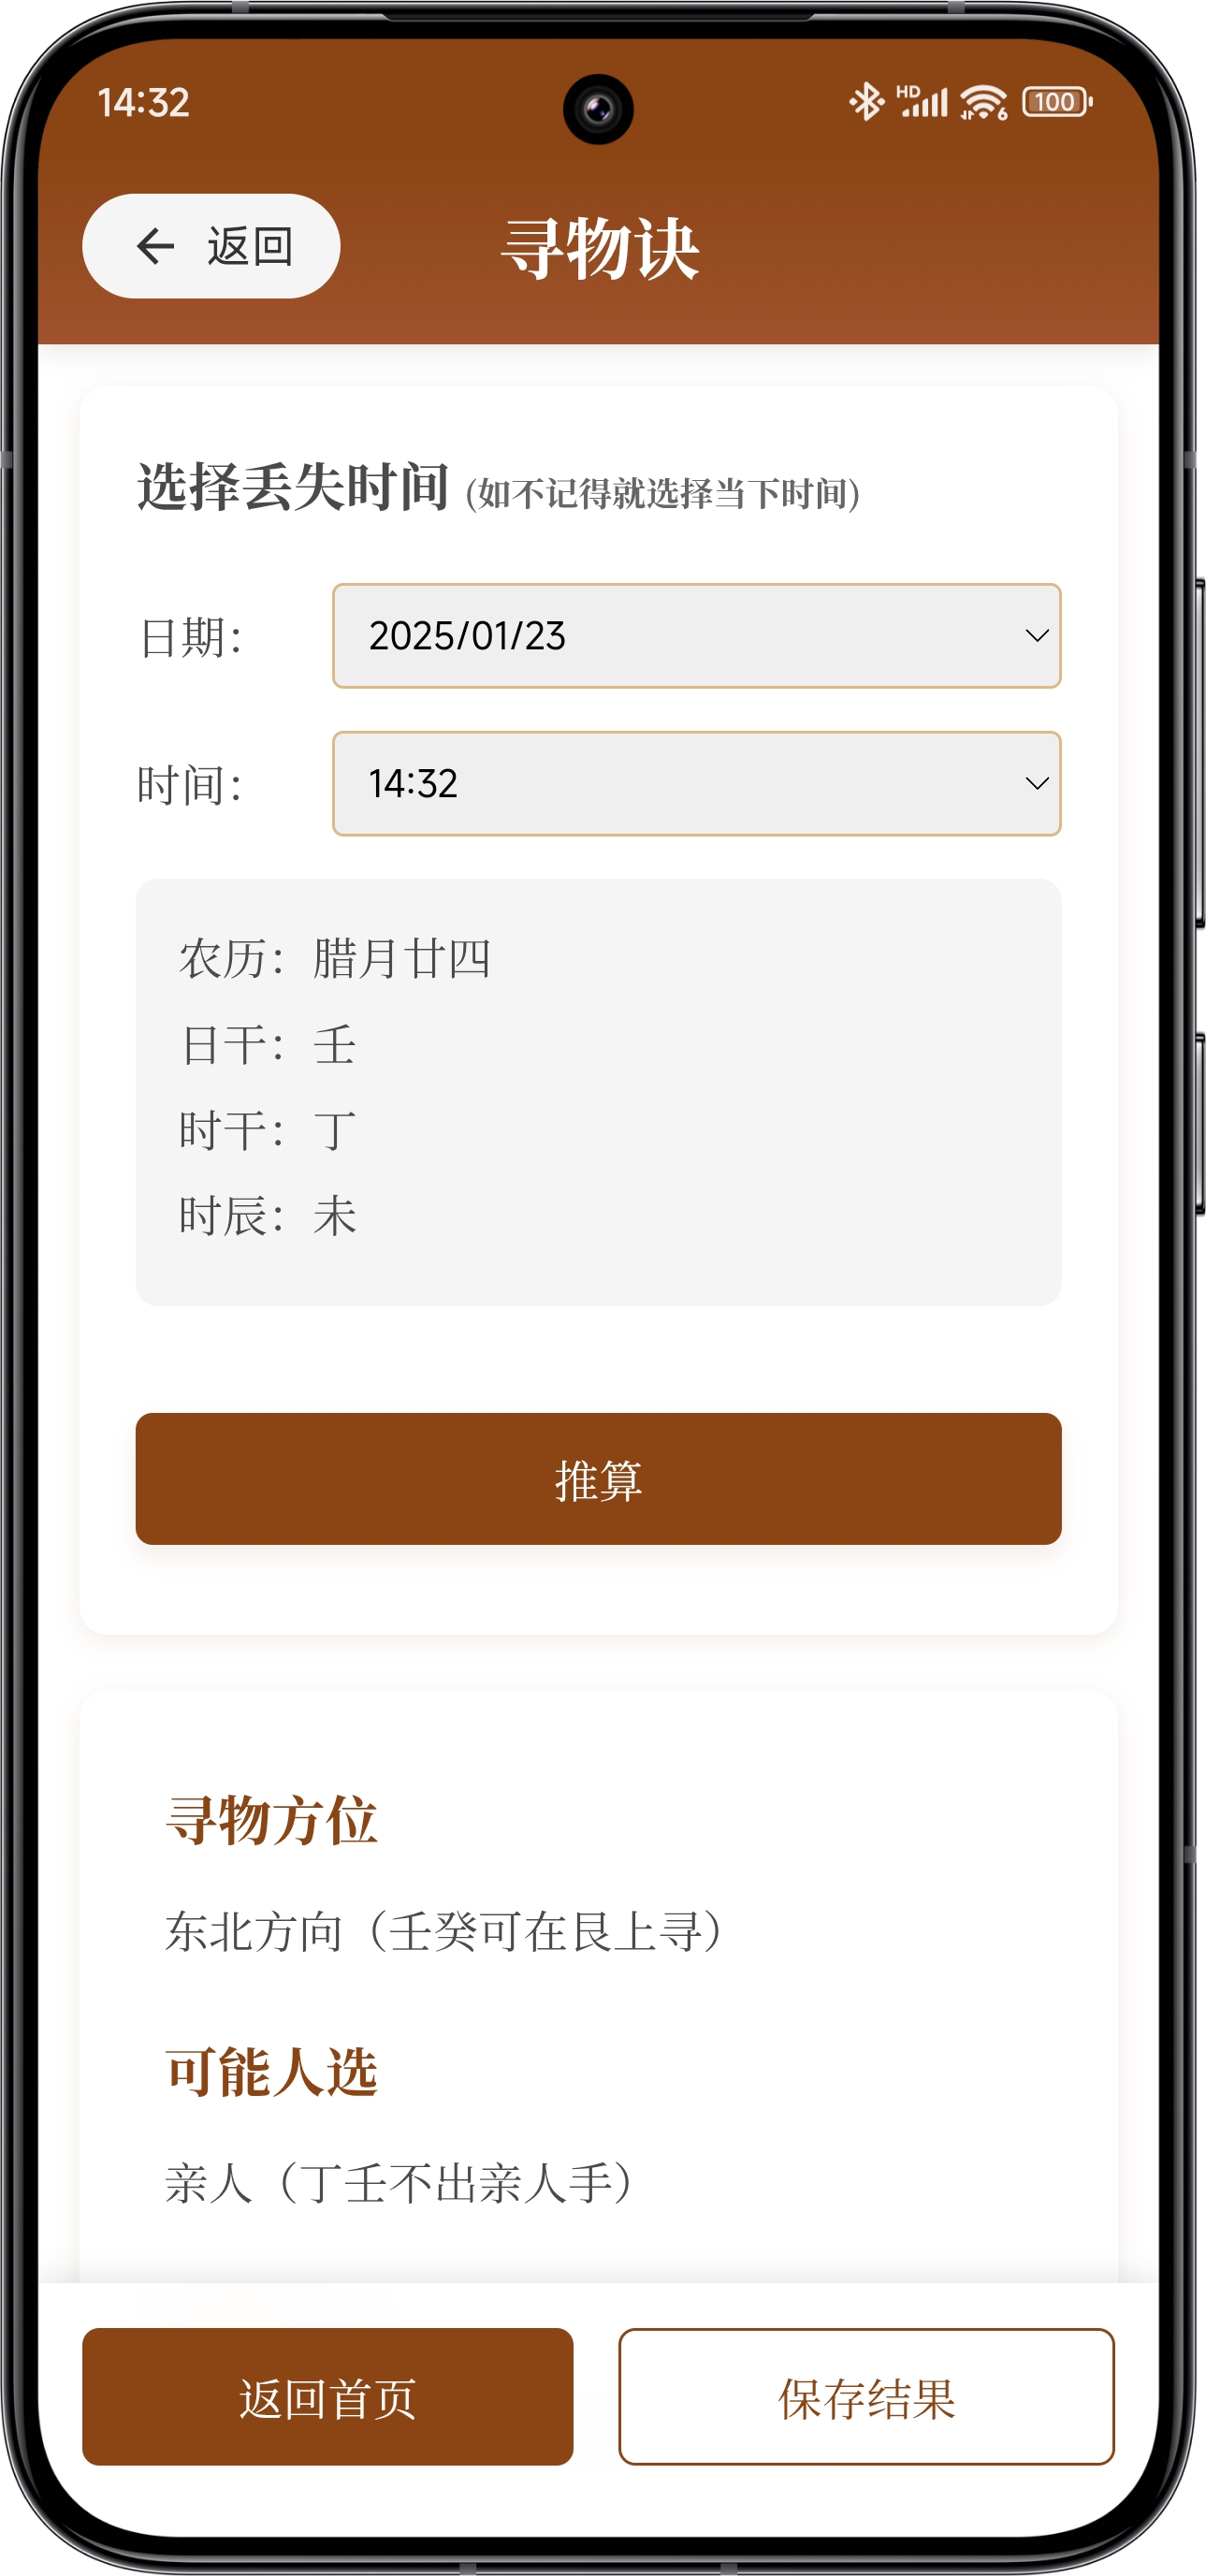 14:32
HD
6
100
返回
寻物诀
选择丢失时间 (如不记得就选择当下时间)
日期：
2025/01/23
时间：
14:32
农历：腊月廿四
日干：壬
时干：丁
时辰：未
推算
寻物方位
东北方向（壬癸可在艮上寻）
可能人选
亲人（丁壬不出亲人手）
返回首页
保存结果